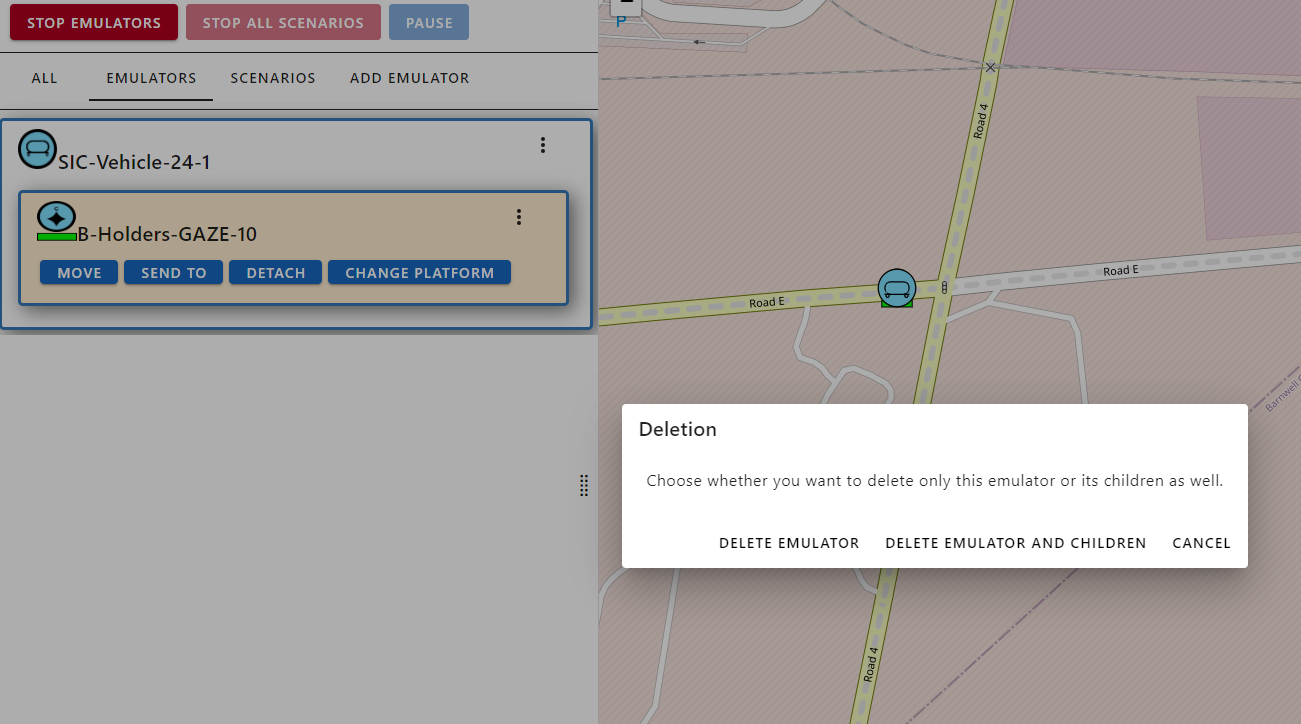 STOP EMULATORS
STOP ALL SCENARIOS
PAUSE
ALL
EMULATORS
SCENARIOS
ADD EMULATOR
SIC-Vehicle-24-1
B-Holders-GAZE-10
MOVE
SEND TO
DETACH
CHANGE PLATFORM
P
Road 4
Road E
Road E
Barnwell
Deletion
Choose whether you want to delete only this emulator or its children as well.
DELETE EMULATOR
DELETE EMULATOR AND CHILDREN
CANCEL
Road 4